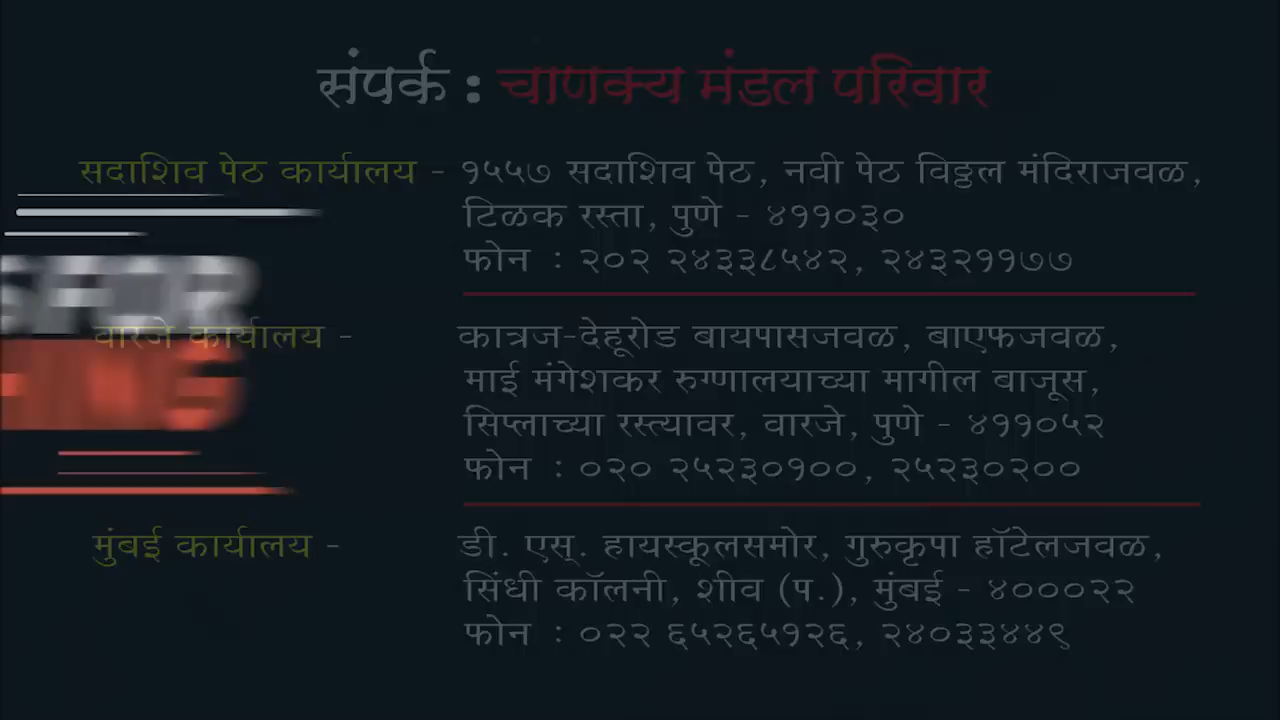 संपर्क : चाणक्य मंडल परिवार
सदाशिव पेठ कार्यालय - १५५७ सदाशिव पेठ, नवी पेठ विठ्ठल मंदिराजवळ,
टिळक रस्ता, पुणे - ४११०३०
फोन : २०२ २४३३८५४२, २४३२११७७
वारजे कार्यालय - कात्रज-देहूरोड बायपासजवळ, बाएफजवळ,
माई मंगेशकर रुग्णालयाच्या मागील बाजूस,
सिप्लाच्या रस्त्यावर, वारजे, पुणे - ४११०५२
फोन : ०२० २५२३०१००, २५२३०२००
मुंबई कार्यालय - डी. एस्. हायस्कूलसमोर, गुरुकृपा हॉटेलजवळ,
सिंधी कॉलनी, शीव (प.), मुंबई - ४०००२२
फोन : ०२२ ६५२६५१२६, २४०३३४४९